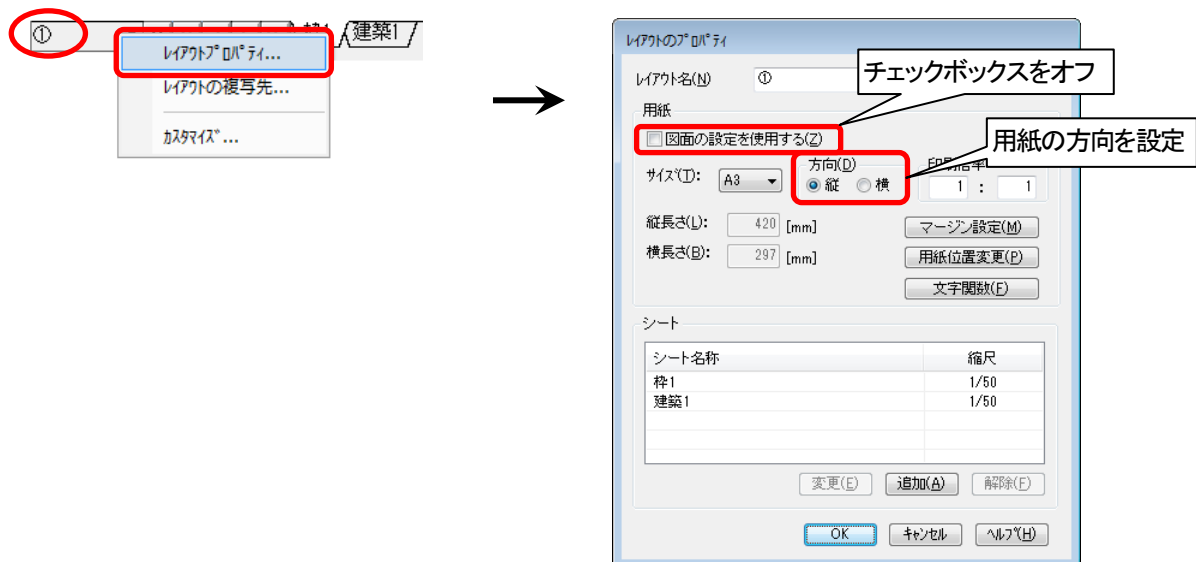 ①
建築1
ﾚｲｱｳﾄﾌﾟﾛﾊﾟﾃｨ...
ﾚｲｱｳﾄの複写先...
ｶｽﾀﾏｲｽﾞ...
ﾚｲｱｳﾄのﾌﾟﾛﾊﾟﾃｨ
ﾚｲｱｳﾄ名(N) ①
チェックボックスをオフ
用紙
図面の設定を使用する(Z)
用紙の方向を設定
方向(D)
ｻｲｽﾞ(T): A3 縦 横 1 : 1
縦長さ(L): 420 [mm] マージン設定(M)
横長さ(B): 297 [mm] 用紙位置変更(P)
文字関数(F)
シート
シート名称 縮尺
枠1 1/50
建築1 1/50
変更(E) 追加(A) 解除(F)
OK ｷｬﾝｾﾙ ﾍﾙﾌﾟ(H)